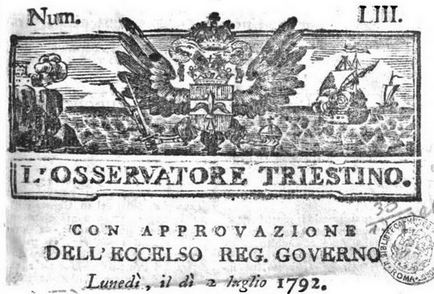 Num. LIII.
L'OSSERVATORE TRIESTINO.
CON APPROVAZIONE
DELL'ECCELSO REG. GOVERNO
Lunedì, il dì 2 luglio 1792.